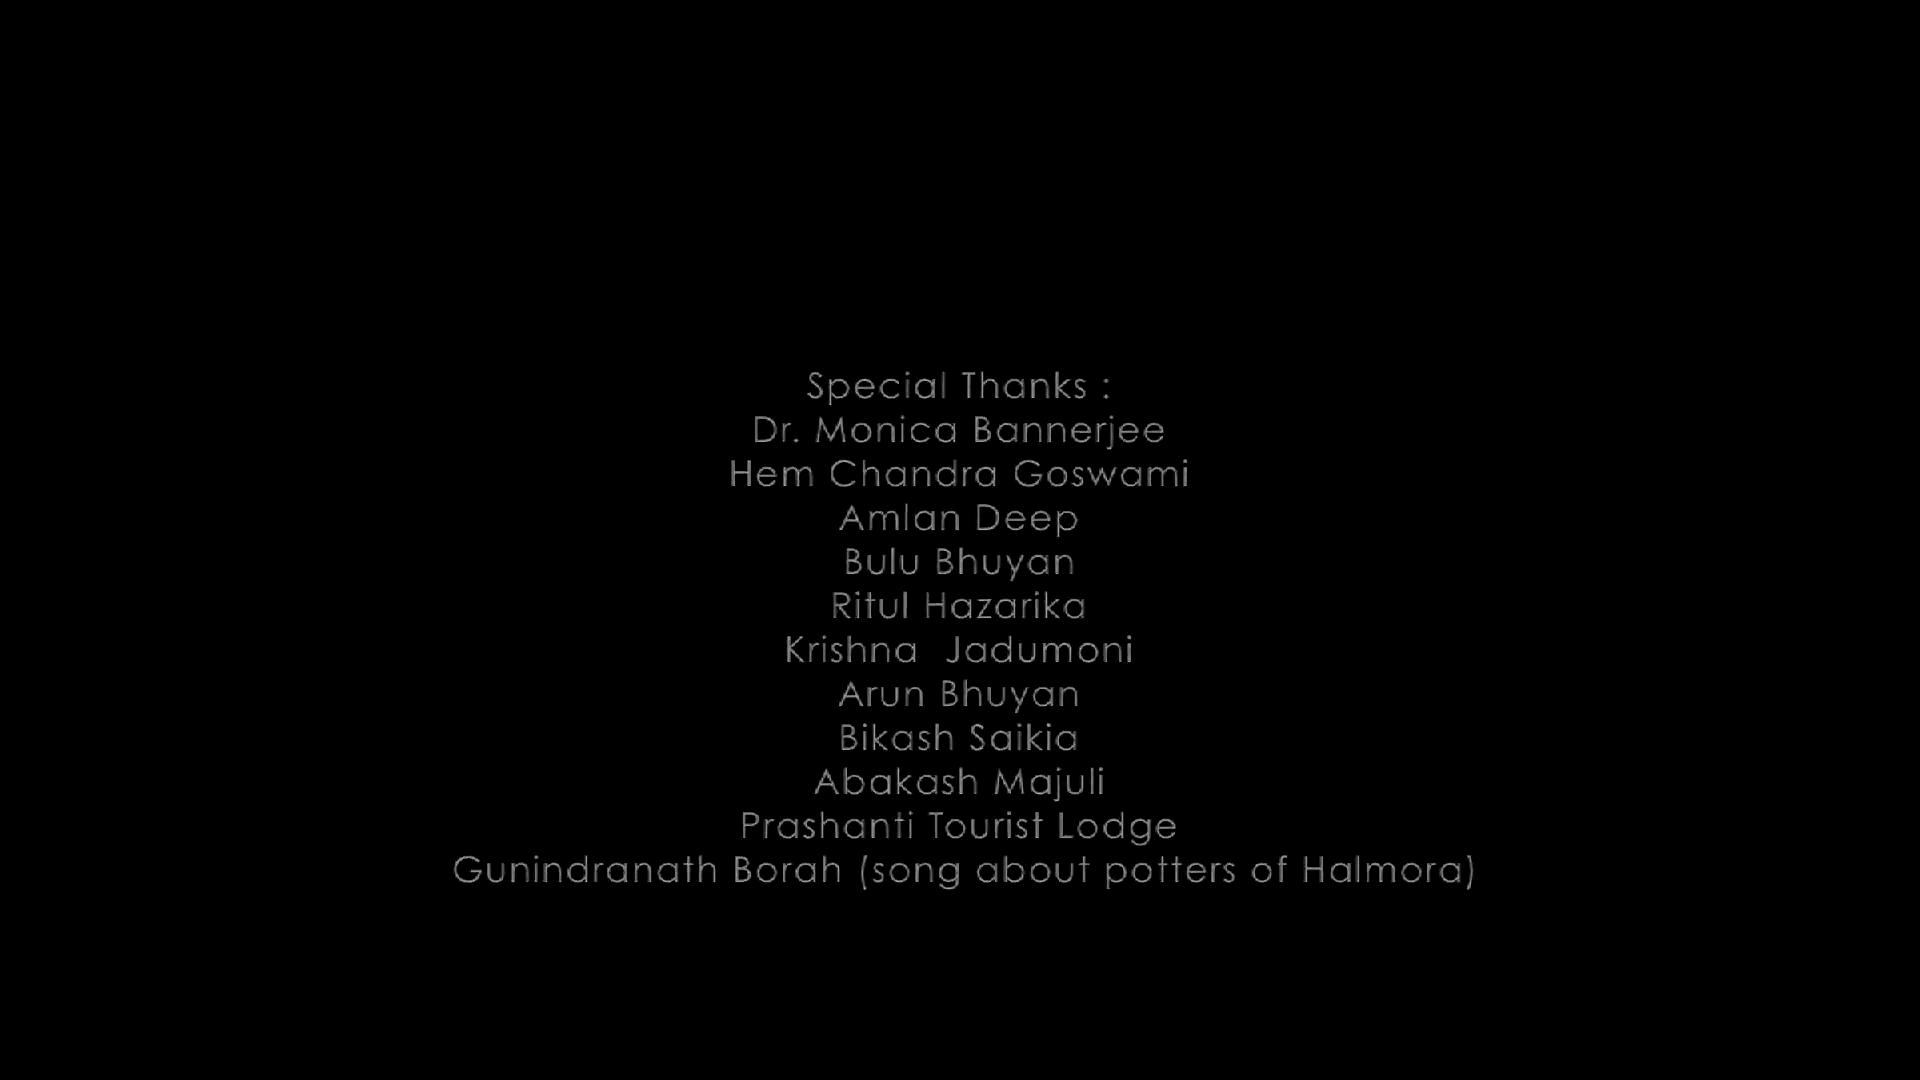 Special Thanks :
Dr. Monica Bannerjee
Hem Chandra Goswami
Amlan Deep
Bulu Bhuyan
Ritul Hazarika
Krishna  Jadumoni
Arun Bhuyan
Bikash Saikia
Abakash Majuli
Prashanti Tourist Lodge
Gunindranath Borah (song about potters of Halmora)